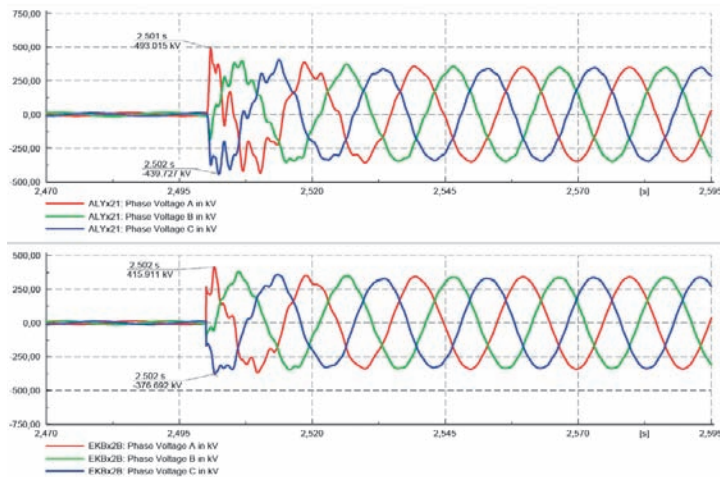 750,00
2.501 s
493.015 kV
500,00
250,00
0,00
-250,00
2.502 s
-439.727 kV
-500,00
2,470 2,495 2,520 2,545 2,570 [s] 2,595
ALYx21: Phase Voltage A in kV
ALYx21: Phase Voltage B in kV
ALYx21: Phase Voltage C in kV
500,00
2.502 s
415.911 kV
250,00
0,00
-250,00
2.502 s
-376.692 kV
-500,00
-750,00
2,470 2,495 2,520 2,545 2,570 [s] 2,595
EKBx2B: Phase Voltage A in kV
EKBx2B: Phase Voltage B in kV
EKBx2B: Phase Voltage C in kV